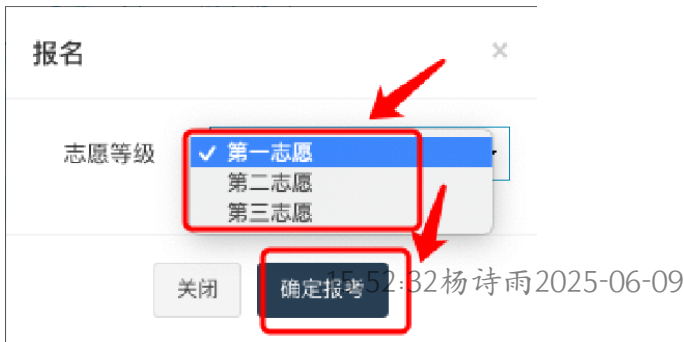 报名
×
志愿等级
✓ 第一志愿
第二志愿
第三志愿
关闭
确定报考
15:52:32杨诗雨2025-06-09